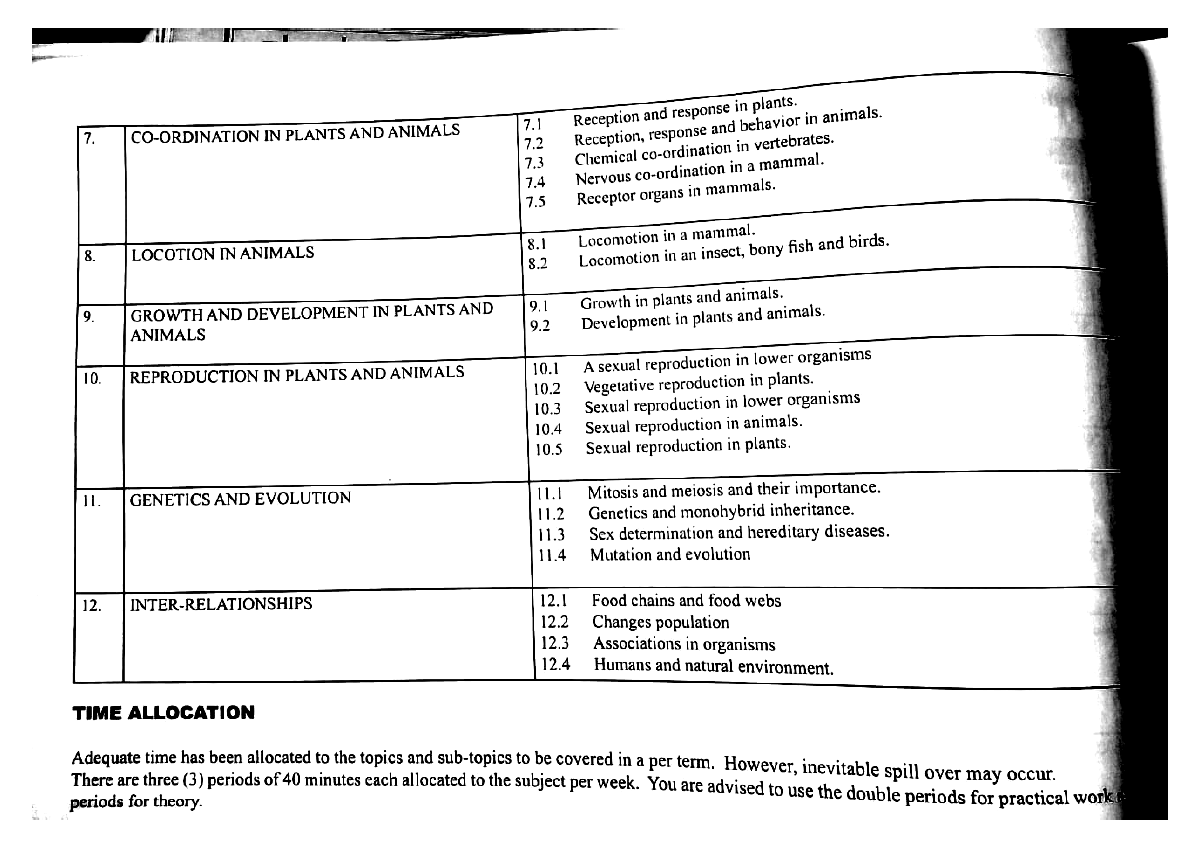 7. CO-ORDINATION IN PLANTS AND ANIMALS
7.1 Reception and response in plants.
7.2 Reception, response and behavior in animals.
7.3 Chemical co-ordination in vertebrates.
7.4 Nervous co-ordination in a mammal.
7.5 Receptor organs in mammals.
8. LOCOTION IN ANIMALS
8.1 Locomotion in a mammal.
8.2 Locomotion in an insect, bony fish and birds.
9. GROWTH AND DEVELOPMENT IN PLANTS AND
ANIMALS
9.1 Growth in plants and animals.
9.2 Development in plants and animals.
10. REPRODUCTION IN PLANTS AND ANIMALS
10.1 A sexual reproduction in lower organisms
10.2 Vegetative reproduction in plants.
10.3 Sexual reproduction in lower organisms
10.4 Sexual reproduction in animals.
10.5 Sexual reproduction in plants.
11. GENETICS AND EVOLUTION
11.1 Mitosis and meiosis and their importance.
11.2 Genetics and monohybrid inheritance.
11.3 Sex determination and hereditary diseases.
11.4 Mutation and evolution
12. INTER-RELATIONSHIPS
12.1 Food chains and food webs
12.2 Changes population
12.3 Associations in organisms
12.4 Humans and natural environment.
TIME ALLOCATION
Adequate time has been allocated to the topics and sub-topics to be covered in a per term. However, inevitable spill over may occur.
There are three (3) periods of 40 minutes each allocated to the subject per week. You are advised to use the double periods for practical work
periods for theory.